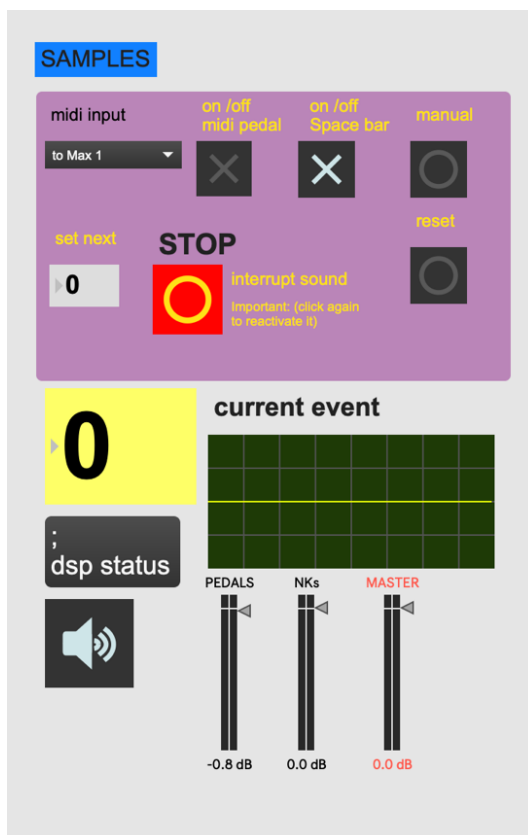 SAMPLES
midi input
on /off
midi pedal
on /off
Space bar
manual
to Max 1
reset
set next
STOP
0
interrupt sound
Important: (click again
to reactivate it)
current event
0
;
dsp status
PEDALS
NKs
MASTER
-0.8 dB
0.0 dB
0.0 dB